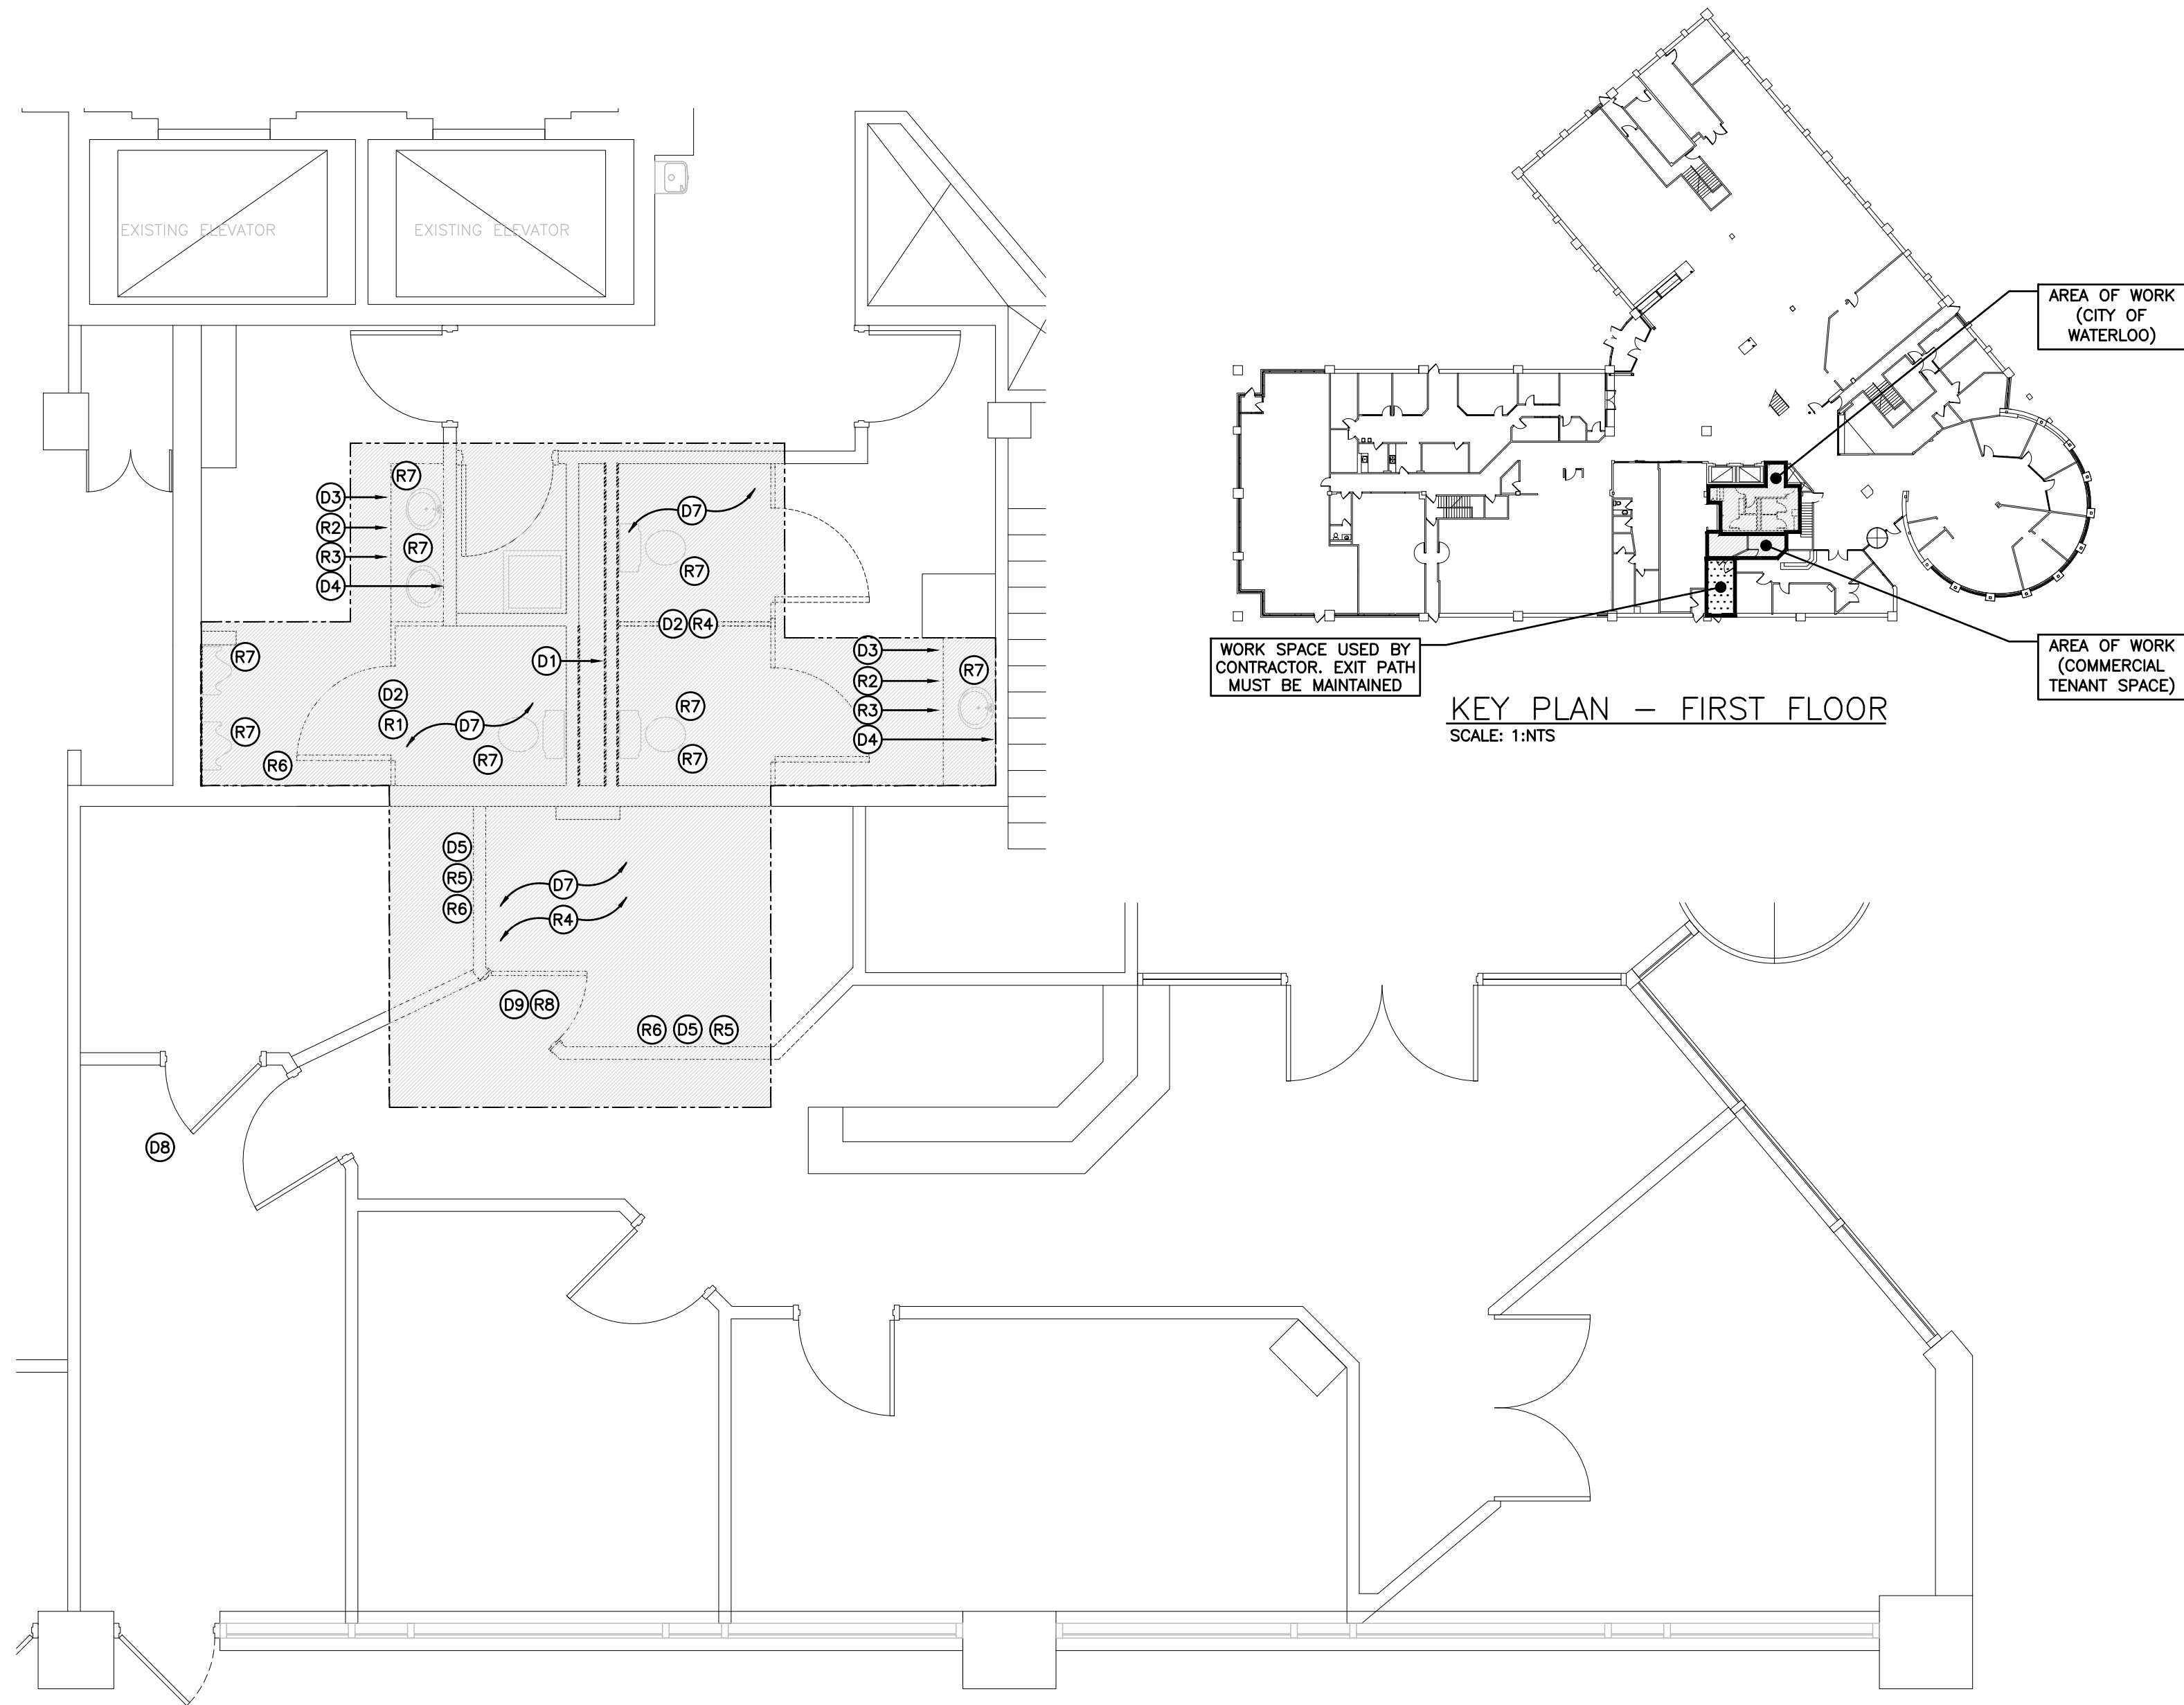 EXISTING ELEVATOR
EXISTING ELEVATOR
R7
D3
R2
R3
D4
R7
D7
R7
D2 R4
D1
R7
R7
D2
R1
D7
R7
R7
R6
R7
R7
D3
R2
R3
D4
R7
D5
R5
R6
D7
R4
D9 R8
R6 D5 R5
D8
AREA OF WORK
(CITY OF
WATERLOO)
WORK SPACE USED BY
CONTRACTOR. EXIT PATH
MUST BE MAINTAINED
AREA OF WORK
(COMMERCIAL
TENANT SPACE)
KEY PLAN – FIRST FLOOR
SCALE: 1:NTS